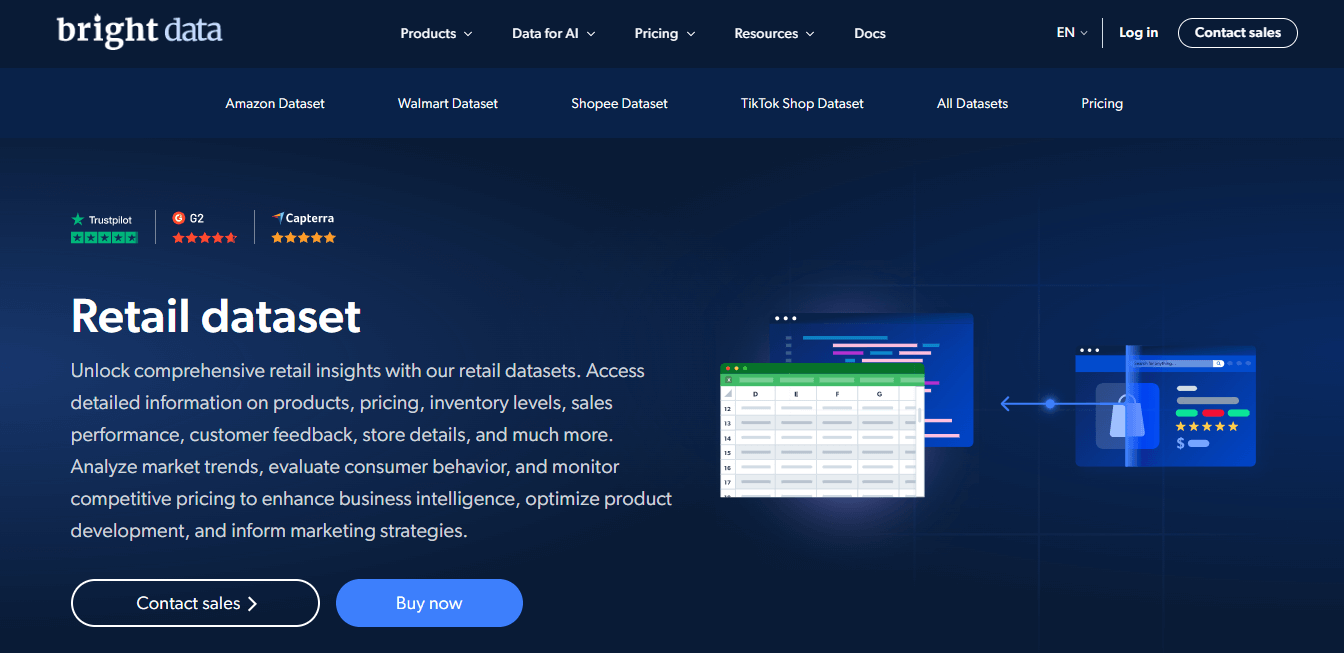 bright data
Products
Data for AI
Pricing
Resources
Docs
EN
Log in
Contact sales
Amazon Dataset
Walmart Dataset
Shopee Dataset
TikTok Shop Dataset
All Datasets
Pricing
Trustpilot
G2
Capterra
Retail dataset
Unlock comprehensive retail insights with our retail datasets. Access
detailed information on products, pricing, inventory levels, sales
performance, customer feedback, store details, and much more.
Analyze market trends, evaluate consumer behavior, and monitor
competitive pricing to enhance business intelligence, optimize product
development, and inform marketing strategies.
Contact sales
Buy now
D E F G
12
13
14
15
16
17
$